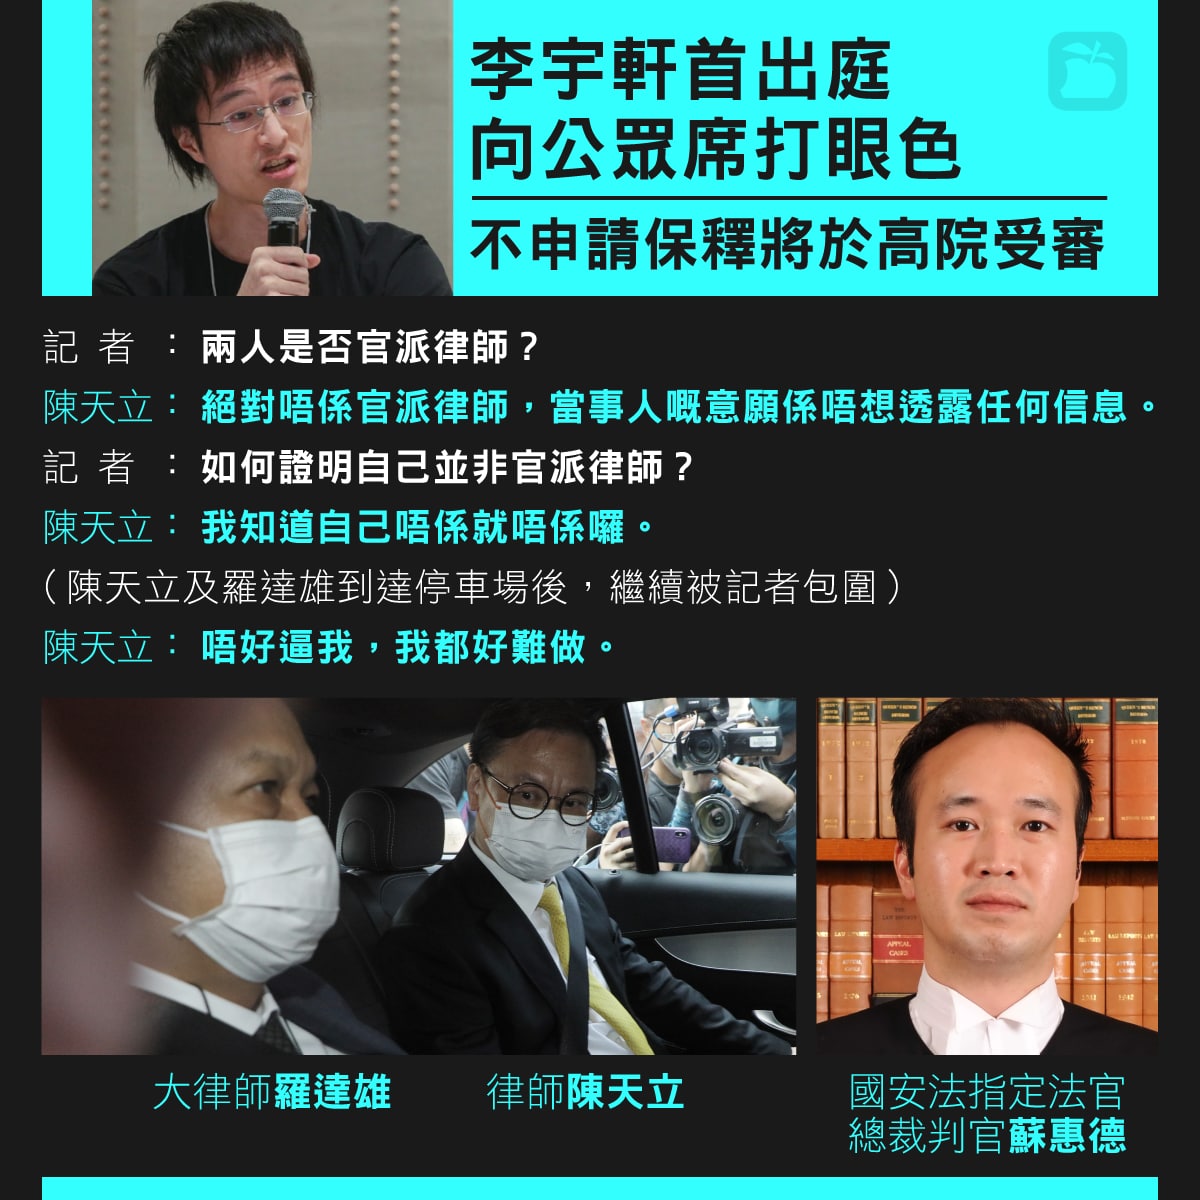 李宇軒首出庭
向公眾席打眼色
不申請保釋將於高院受審
記者：兩人是否官派律師？
陳天立：絕對唔係官派律師，當事人嘅意願係唔想透露任何信息。
記者：如何證明自己並非官派律師？
陳天立：我知道自己唔係就唔係囉。
（陳天立及羅達雄到達停車場後，繼續被記者包圍）
陳天立：唔好逼我，我都好難做。
APPEAL
CASES
大律師羅達雄
律師陳天立
國安法指定法官
總裁判官蘇惠德